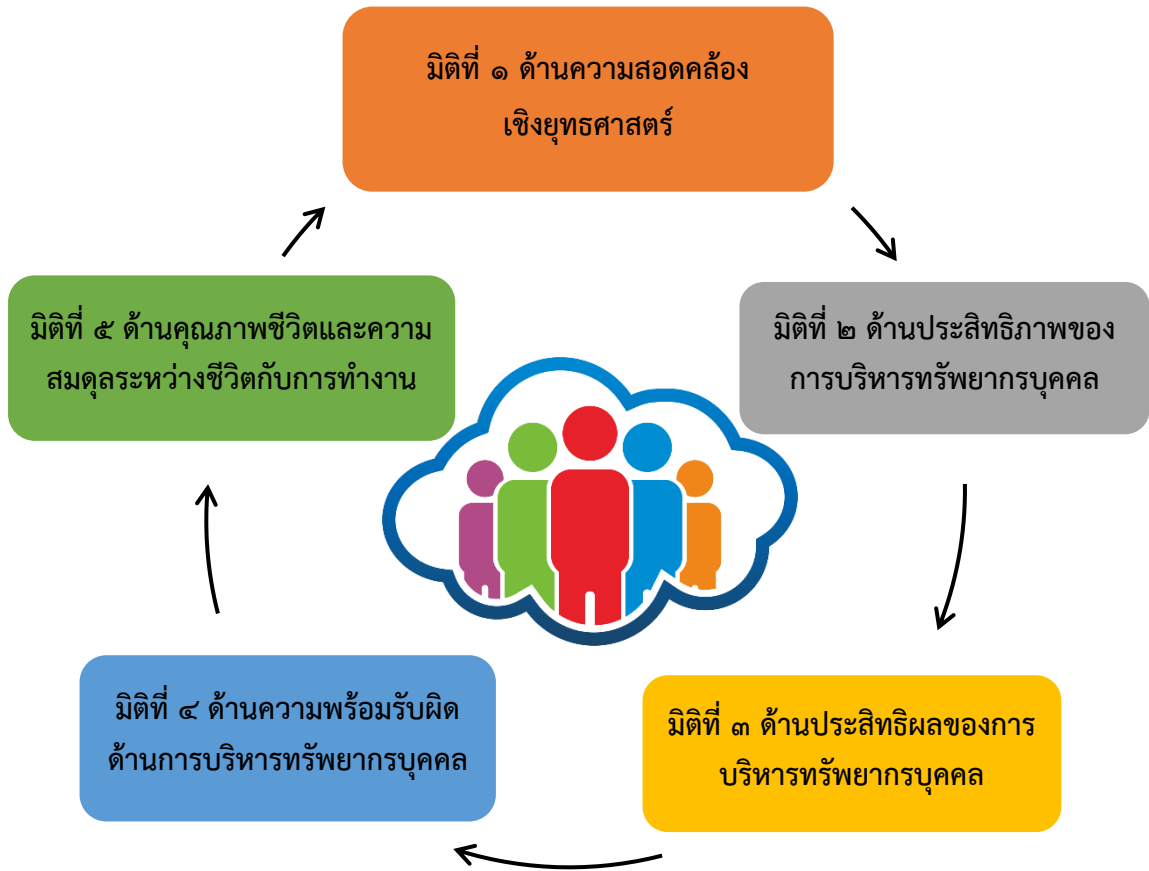 มิติที่ ๑ ด้านความสอดคล้อง
เชิงยุทธศาสตร์
มิติที่ ๒ ด้านประสิทธิภาพของ
การบริหารทรัพยากรบุคคล
มิติที่ ๓ ด้านประสิทธิผลของการ
บริหารทรัพยากรบุคคล
มิติที่ ๔ ด้านความพร้อมรับผิด
ด้านการบริหารทรัพยากรบุคคล
มิติที่ ๕ ด้านคุณภาพชีวิตและความ
สมดุลระหว่างชีวิตกับการทำงาน